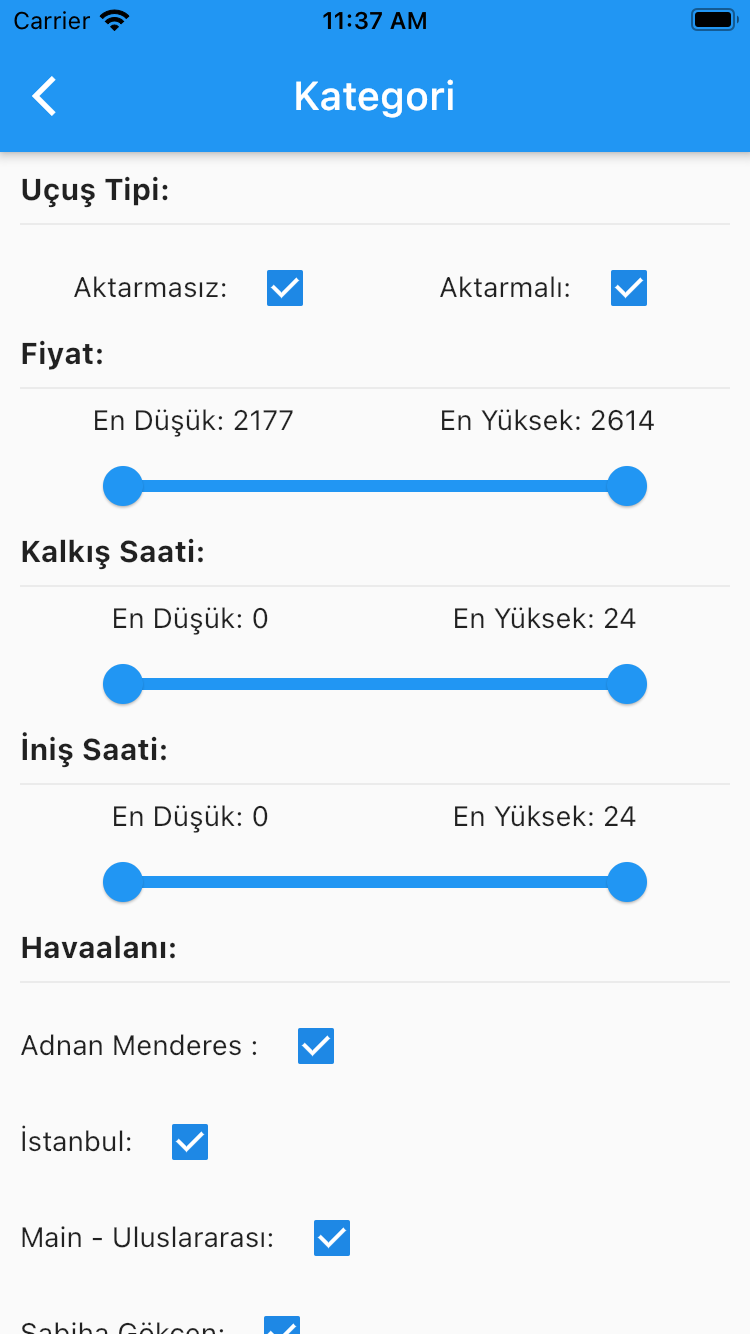 Carrier 11:37 AM
Kategori
Uçuş Tipi:
Aktarmasız: Aktarmalı:
Fiyat:
En Düşük: 2177 En Yüksek: 2614
Kalkış Saati:
En Düşük: 0 En Yüksek: 24
İniş Saati:
En Düşük: 0 En Yüksek: 24
Havaalanı:
Adnan Menderes :
İstanbul:
Main - Uluslararası:
Sabiha Gökçen: